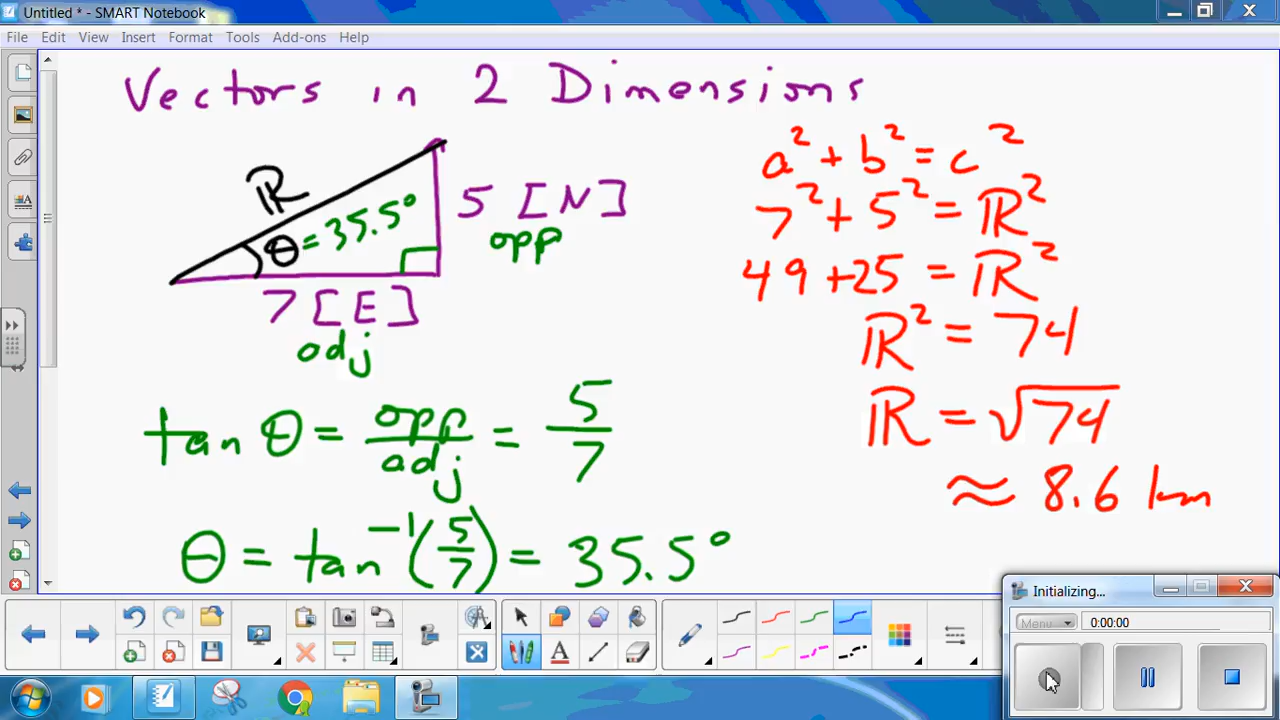 Untitled * - SMART Notebook
File Edit View Insert Format Tools Add-ons Help
Vectors in 2 Dimensions
R
θ = 35.5°
5 [N]
opp
7 [E]
adj
tan θ = opp/adj = 5/7
θ = tan⁻¹(5/7) = 35.5°
a² + b² = c²
7² + 5² = R²
49 + 25 = R²
R² = 74
R = √74
≈ 8.6 km
Initializing...
Menu
0:00:00
A